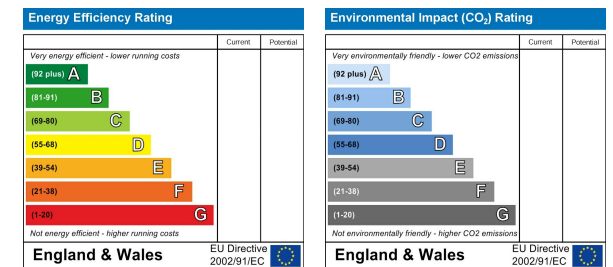 Energy Efficiency Rating
Current Potential
Very energy efficient - lower running costs
(92 plus) A
(81-91) B
(69-80) C
(55-68) D
(39-54) E
(21-38) F
(1-20) G
Not energy efficient - higher running costs
England & Wales
EU Directive
2002/91/EC
Environmental Impact (CO₂) Rating
Current Potential
Very environmentally friendly - lower CO2 emissions
(92 plus) A
(81-91) B
(69-80) C
(55-68) D
(39-54) E
(21-38) F
(1-20) G
Not environmentally friendly - higher CO2 emissions
England & Wales
EU Directive
2002/91/EC